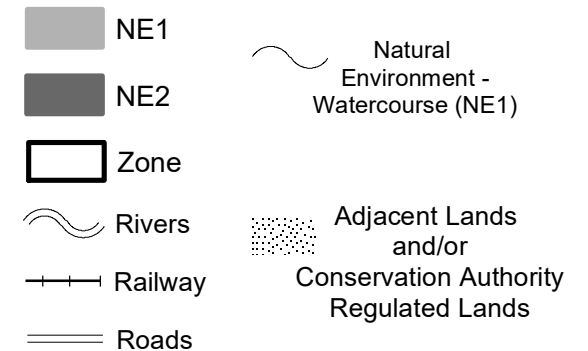 NE1
NE2
Zone
Rivers
Railway
Roads
Natural
Environment -
Watercourse (NE1)
Adjacent Lands
and/or
Conservation Authority
Regulated Lands